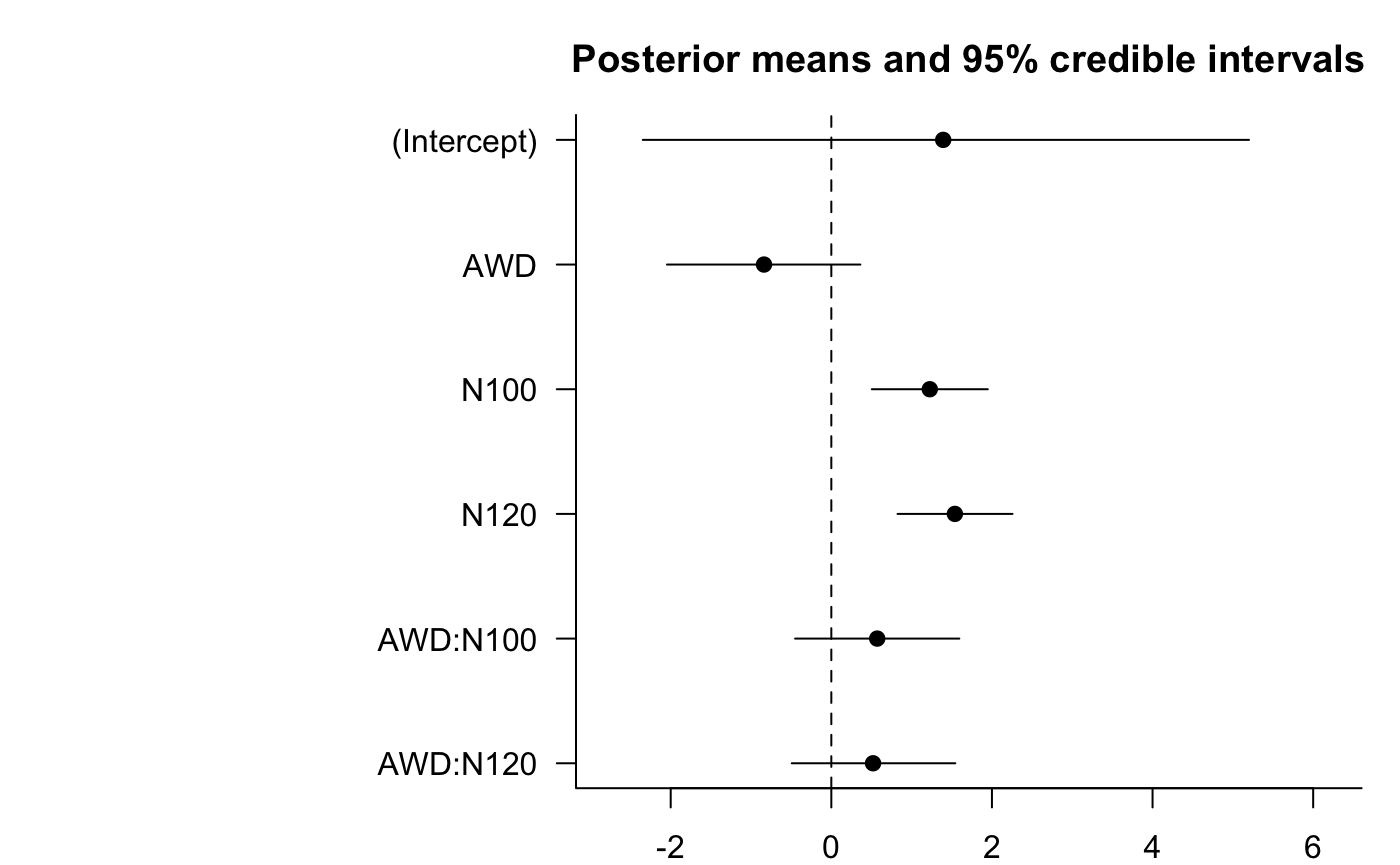 Posterior means and 95% credible intervals
(Intercept)
AWD
N100
N120
AWD:N100
AWD:N120
-2 0 2 4 6